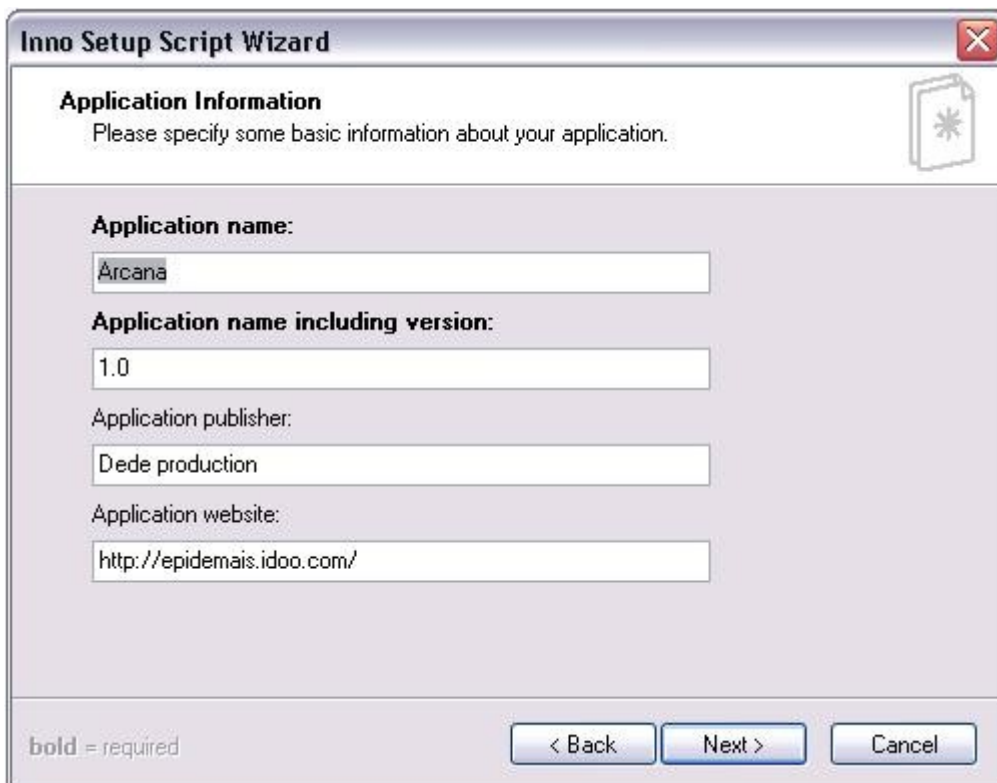 Inno Setup Script Wizard
Application Information
Please specify some basic information about your application.
Application name:
Arcana
Application name including version:
1.0
Application publisher:
Dede production
Application website:
http://epidemais.idoo.com/
bold = required
< Back
Next >
Cancel